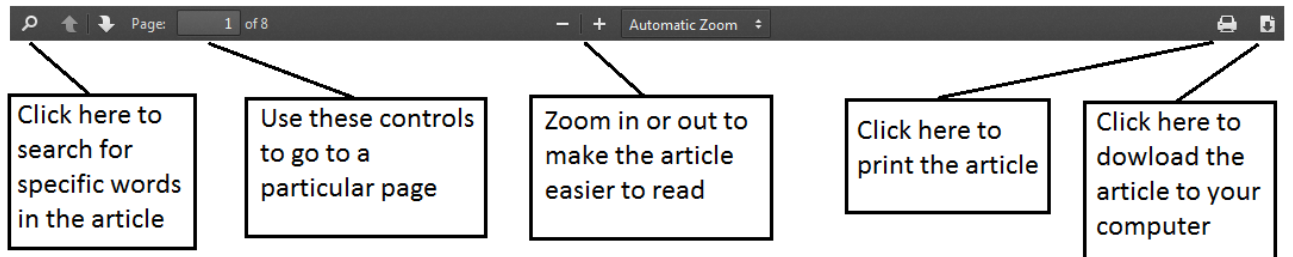 Page: 1 of 8
Automatic Zoom
Click here to
search for
specific words
in the article
Use these controls
to go to a
particular page
Zoom in or out to
make the article
easier to read
Click here to
print the article
Click here to
dowload the
article to your
computer